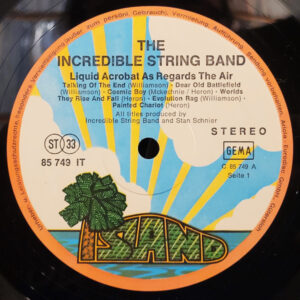 THE
INCREDIBLE STRING BAND
Liquid Acrobat As Regards The Air
Talking Of The End (Williamson) · Dear Old Battlefield
(Williamson) · Cosmic Boy (Mckechnie / Heron) · Worlds
They Rise And Fall (Heron) · Evolution Rag (Williamson) ·
Painted Chariot (Heron)
All titles produced by
Incredible String Band and Stan Schnier
ST 33
STEREO
85 749 IT
GEMA
C 85 749 A
Seite 1
ISLAND